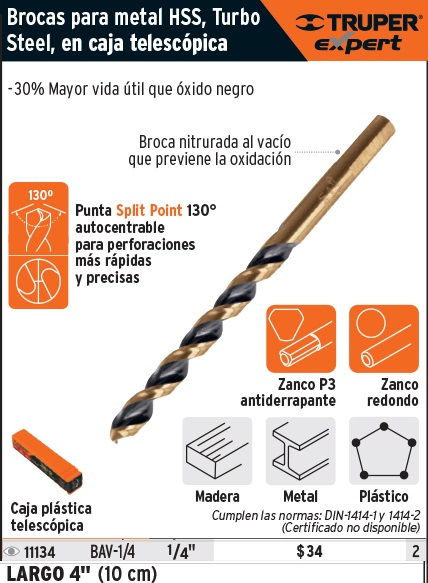 Brocas para metal HSS, Turbo
Steel, en caja telescópica
TRUPER
expert
-30% Mayor vida útil que óxido negro
Broca nitrurada al vacío
que previene la oxidación
130º
Punta Split Point 130°
autocentrable
para perforaciones
más rápidas
y precisas
Zanco P3
antiderrapante
Zanco
redondo
Caja plástica
telescópica
Madera
Metal
Plástico
Cumplen las normas: DIN-1414-1 y 1414-2
(Certificado no disponible)
11134 BAV-1/4 1/4" $34 2
LARGO 4" (10 cm)